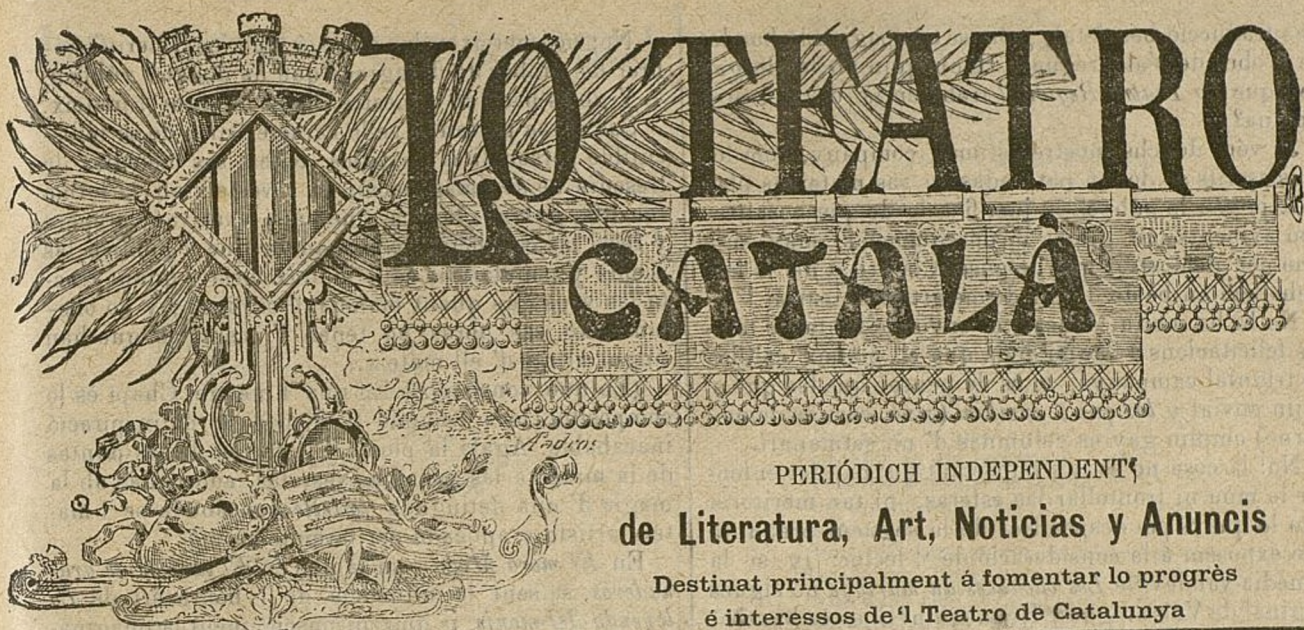 LO TEATRO
CATALÀ
PERIÓDICH INDEPENDENT
de Literatura, Art, Noticias y Anuncis
Destinat principalment á fomentar lo progrès
é interessos de 'l Teatro de Catalunya